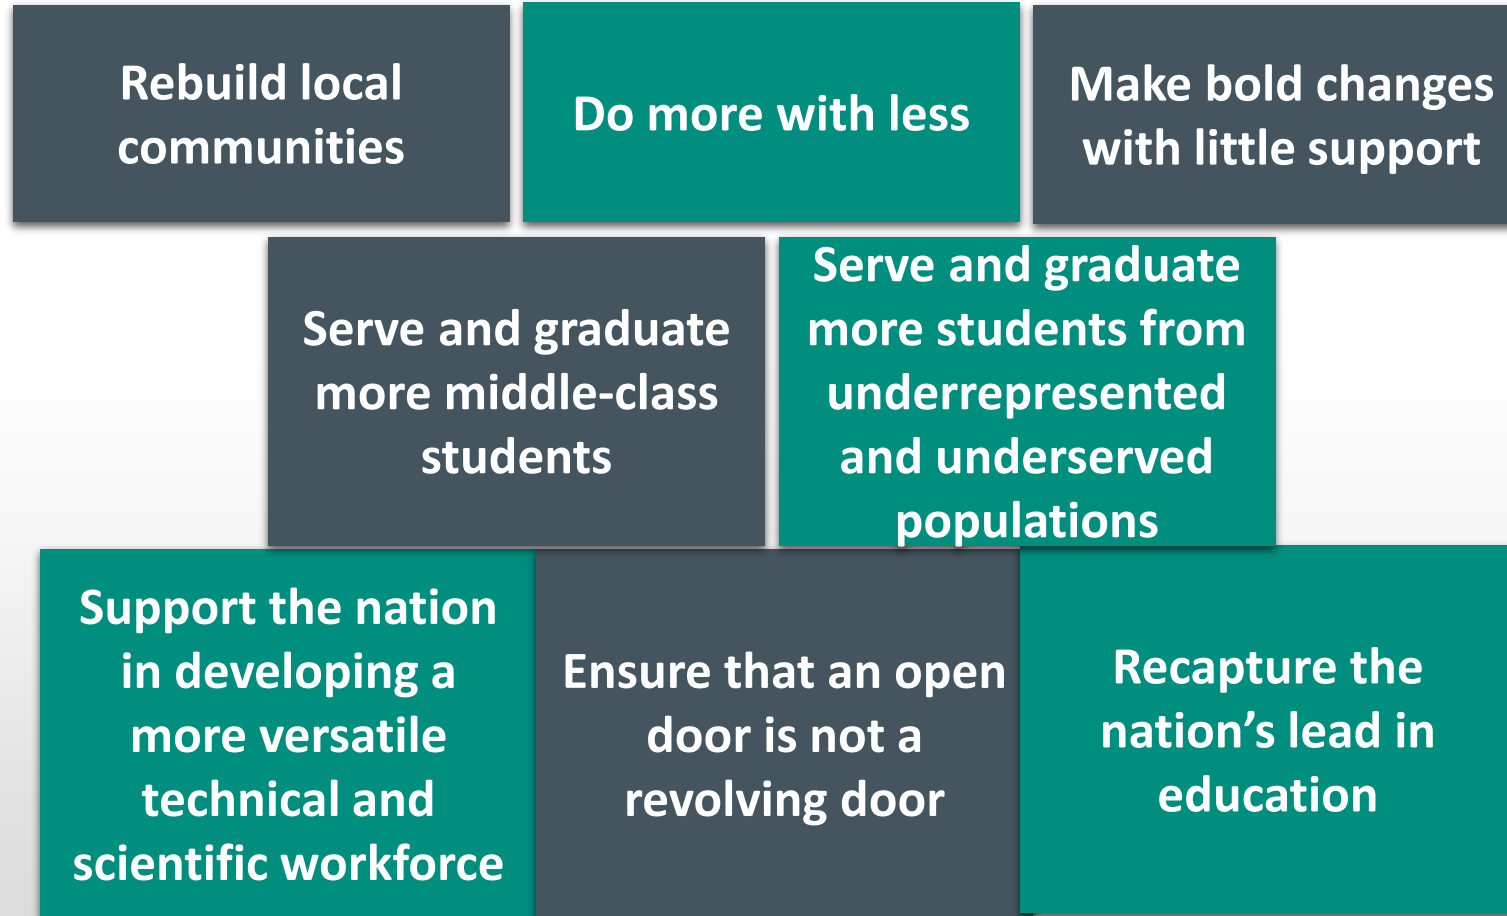 Rebuild local
communities
Do more with less
Make bold changes
with little support
Serve and graduate
more middle-class
students
Serve and graduate
more students from
underrepresented
and underserved
populations
Support the nation
in developing a
more versatile
technical and
scientific workforce
Ensure that an open
door is not a
revolving door
Recapture the
nation’s lead in
education